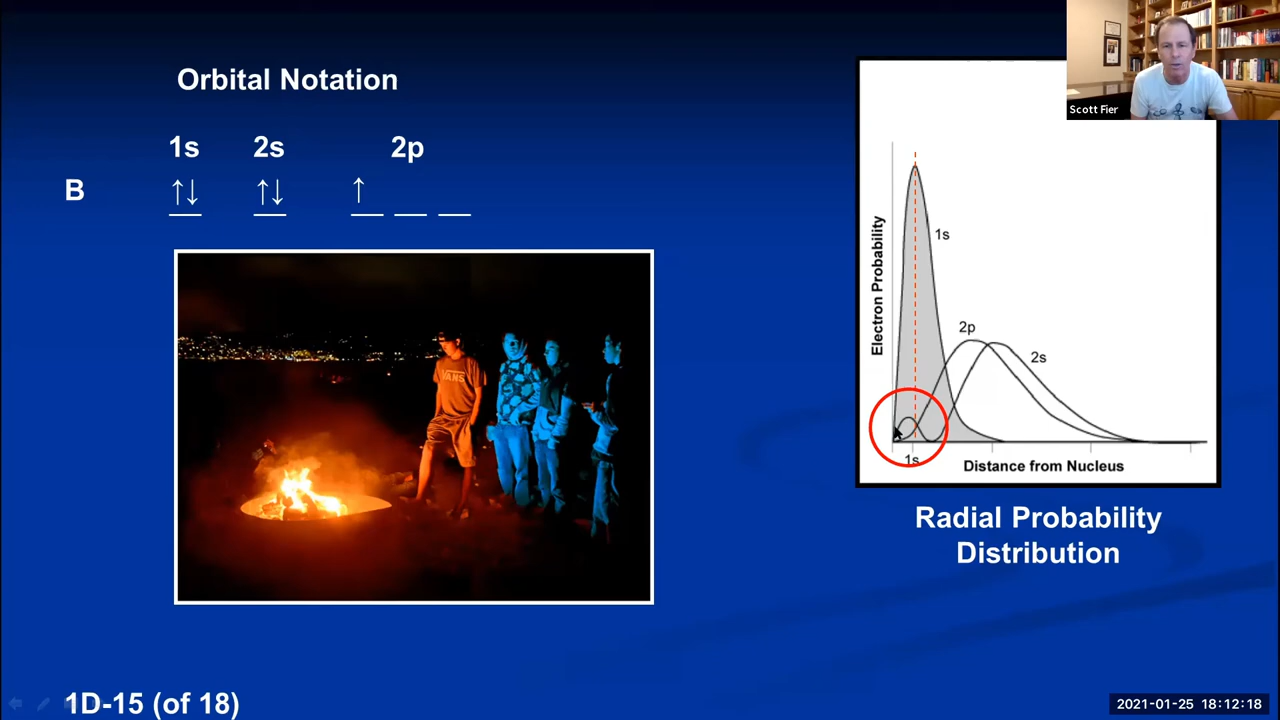 Orbital Notation
1s 2s 2p
B ↑↓ ↑↓ ↑
VANS
Scott Fier
Electron Probability
1s
2p
2s
1s
Distance from Nucleus
Radial Probability
Distribution
1D-15 (of 18)
2021-01-25 18:12:18